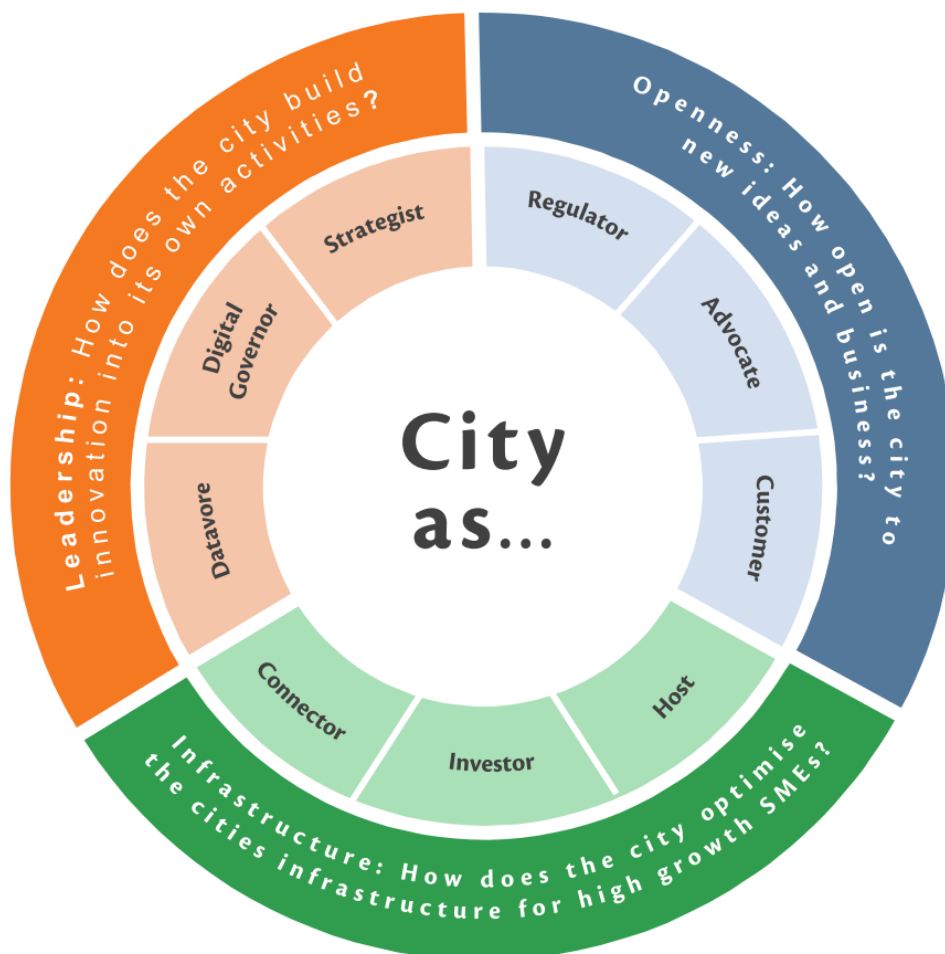 Leadership: How does the city build
innovation into its own activities?
Openness: How open is the city to
new ideas and business?
Strategist
Regulator
Digital
Governor
Advocate
City
as...
Datavore
Customer
Connector
Host
Investor
Infrastructure: How does the city optimise
the cities infrastructure for high growth SMEs?